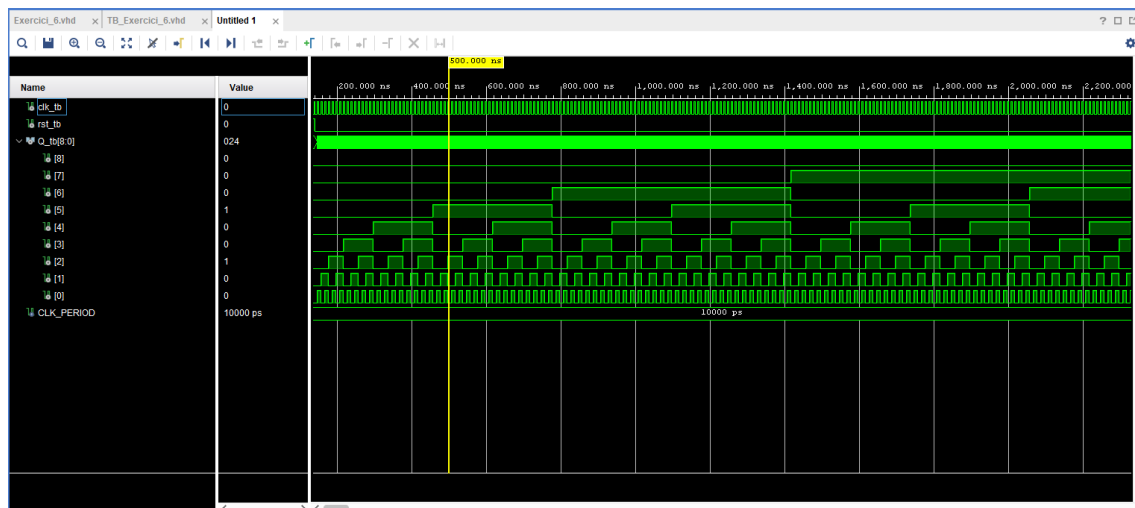 Exercici_6.vhd × TB_Exercici_6.vhd × Untitled 1 ×
500.000 ns
Name Value
200.000 ns 400.000 ns 600.000 ns 800.000 ns 1,000.000 ns 1,200.000 ns 1,400.000 ns 1,600.000 ns 1,800.000 ns 2,000.000 ns 2,200.000
clk_tb 0
rst_tb 0
Q_tb[8:0] 024
[8] 0
[7] 0
[6] 0
[5] 1
[4] 0
[3] 0
[2] 1
[1] 0
[0] 0
CLK_PERIOD 10000 ps 10000 ps